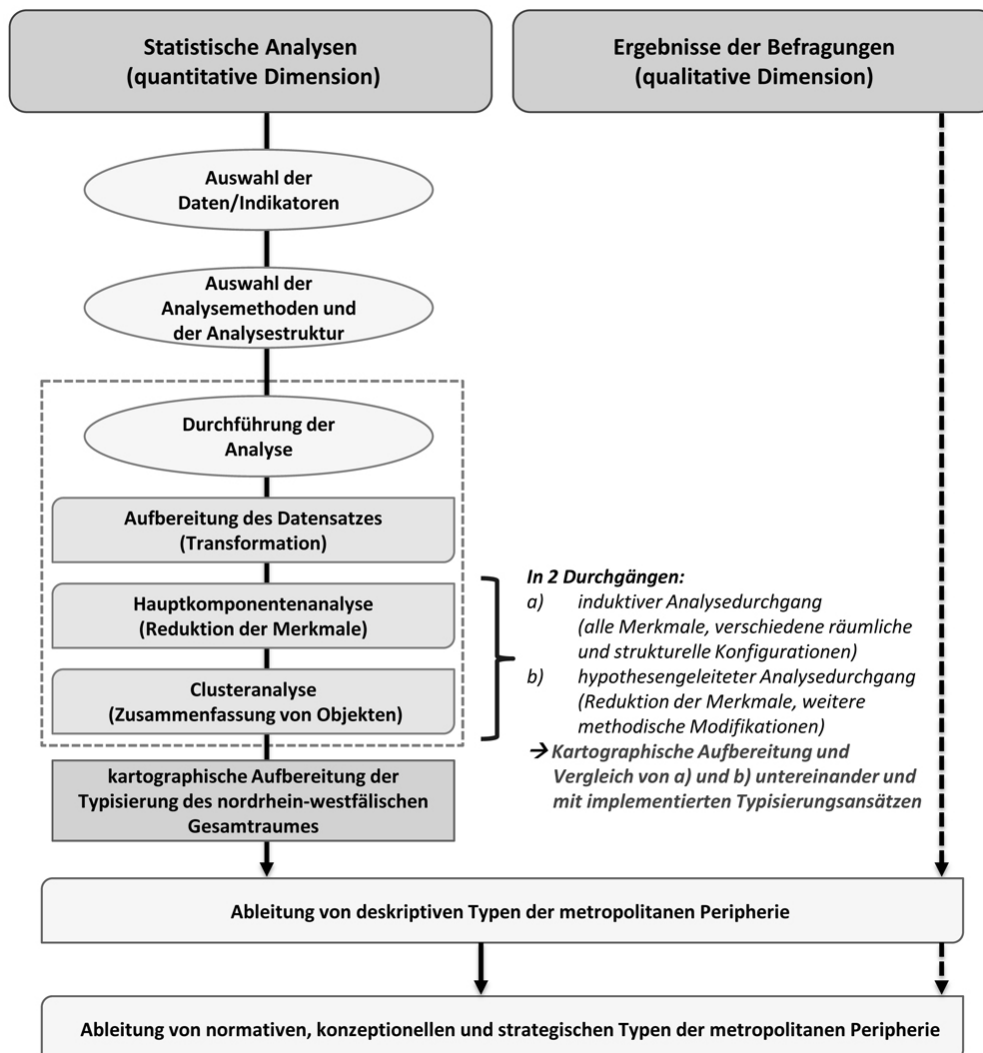 Statistische Analysen
(quantitative Dimension)
Ergebnisse der Befragungen
(qualitative Dimension)
Auswahl der
Daten/Indikatoren
Auswahl der
Analysemethoden und
der Analysestruktur
Durchführung der
Analyse
Aufbereitung des Datensatzes
(Transformation)
Hauptkomponentenanalyse
(Reduktion der Merkmale)
Clusteranalyse
(Zusammenfassung von Objekten)
In 2 Durchgängen:
a) induktiver Analysedurchgang
(alle Merkmale, verschiedene räumliche
und strukturelle Konfigurationen)
b) hypothesengeleiteter Analysedurchgang
(Reduktion der Merkmale, weitere
methodische Modifikationen)
→ Kartographische Aufbereitung und
Vergleich von a) und b) untereinander und
mit implementierten Typisierungsansätzen
kartographische Aufbereitung der
Typisierung des nordrhein-westfälischen
Gesamtraumes
Ableitung von deskriptiven Typen der metropolitanen Peripherie
Ableitung von normativen, konzeptionellen und strategischen Typen der metropolitanen Peripherie